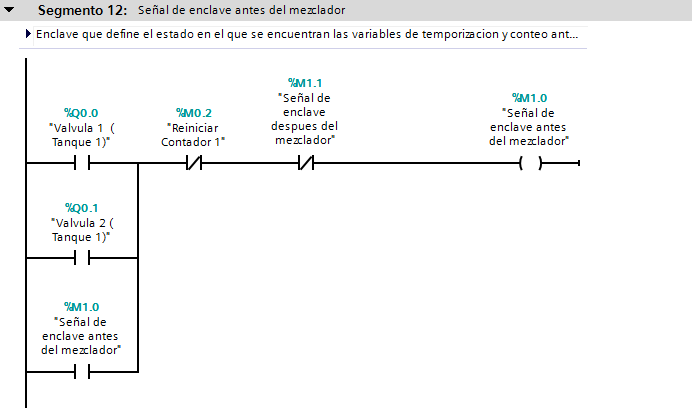 Segmento 12: Señal de enclave antes del mezclador
Enclave que define el estado en el que se encuentran las variables de temporizacion y conteo ant...
%M1.1
"Señal de
enclave
despues del
mezclador"
%Q0.0
"Valvula 1 (
Tanque 1)"
%M0.2
"Reiniciar
Contador 1"
%M1.0
"Señal de
enclave antes
del mezclador"
%Q0.1
"Valvula 2 (
Tanque 1)"
%M1.0
"Señal de
enclave antes
del mezclador"